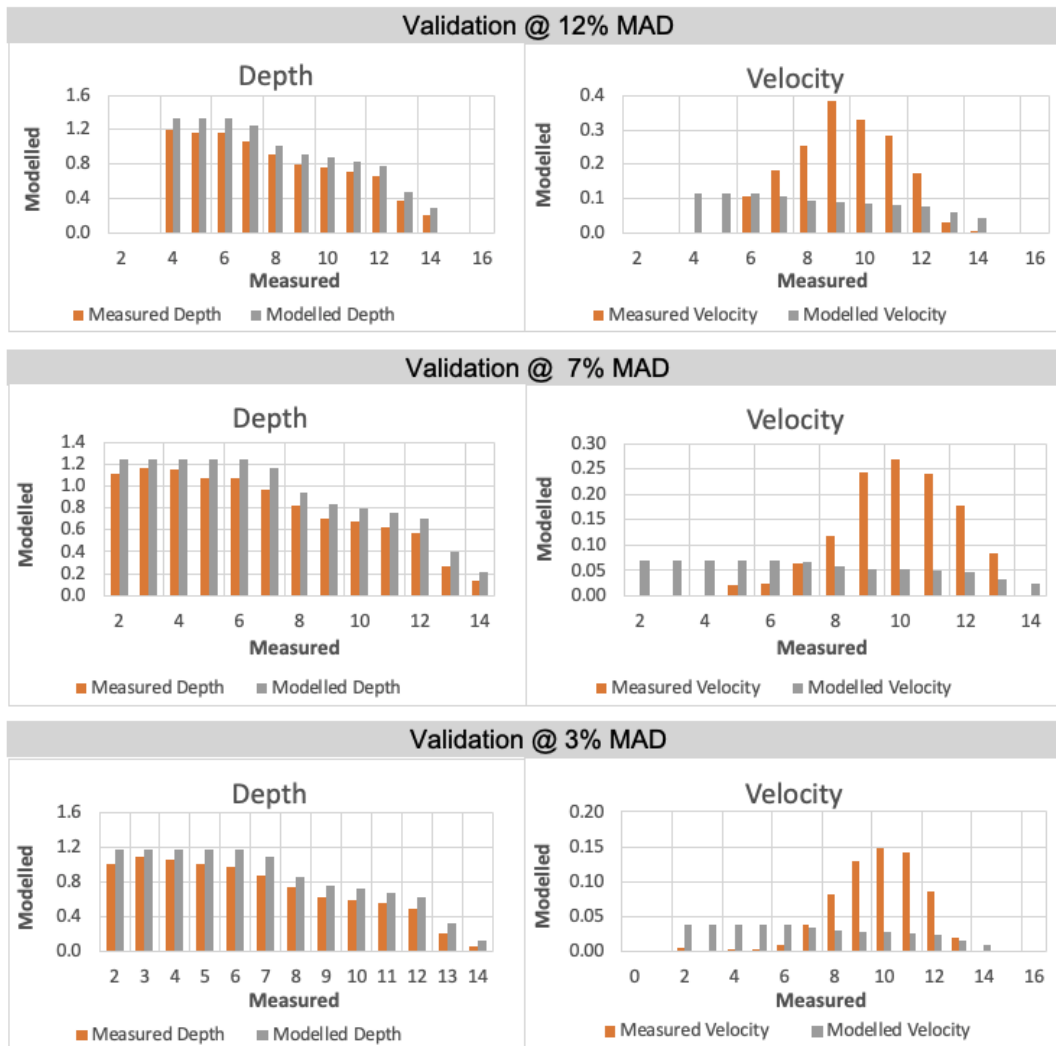 Validation @ 12% MAD
Depth
Modelled
1.6
1.2
0.8
0.4
0.0
2 4 6 8 10 12 14 16
Measured
Measured Depth Modelled Depth
Velocity
Modelled
0.4
0.3
0.2
0.1
0.0
2 4 6 8 10 12 14 16
Measured
Measured Velocity Modelled Velocity
Validation @ 7% MAD
Depth
Modelled
1.4
1.2
1.0
0.8
0.6
0.4
0.2
0.0
2 4 6 8 10 12 14
Measured
Measured Depth Modelled Depth
Velocity
Modelled
0.30
0.25
0.20
0.15
0.10
0.05
0.00
2 4 6 8 10 12 14
Measured
Measured Velocity Modelled Velocity
Validation @ 3% MAD
Depth
Modelled
1.6
1.2
0.8
0.4
0.0
2 3 4 5 6 7 8 9 10 11 12 13 14
Measured
Measured Depth Modelled Depth
Velocity
Modelled
0.20
0.15
0.10
0.05
0.00
0 2 4 6 8 10 12 14 16
Measured
Measured Velocity Modelled Velocity